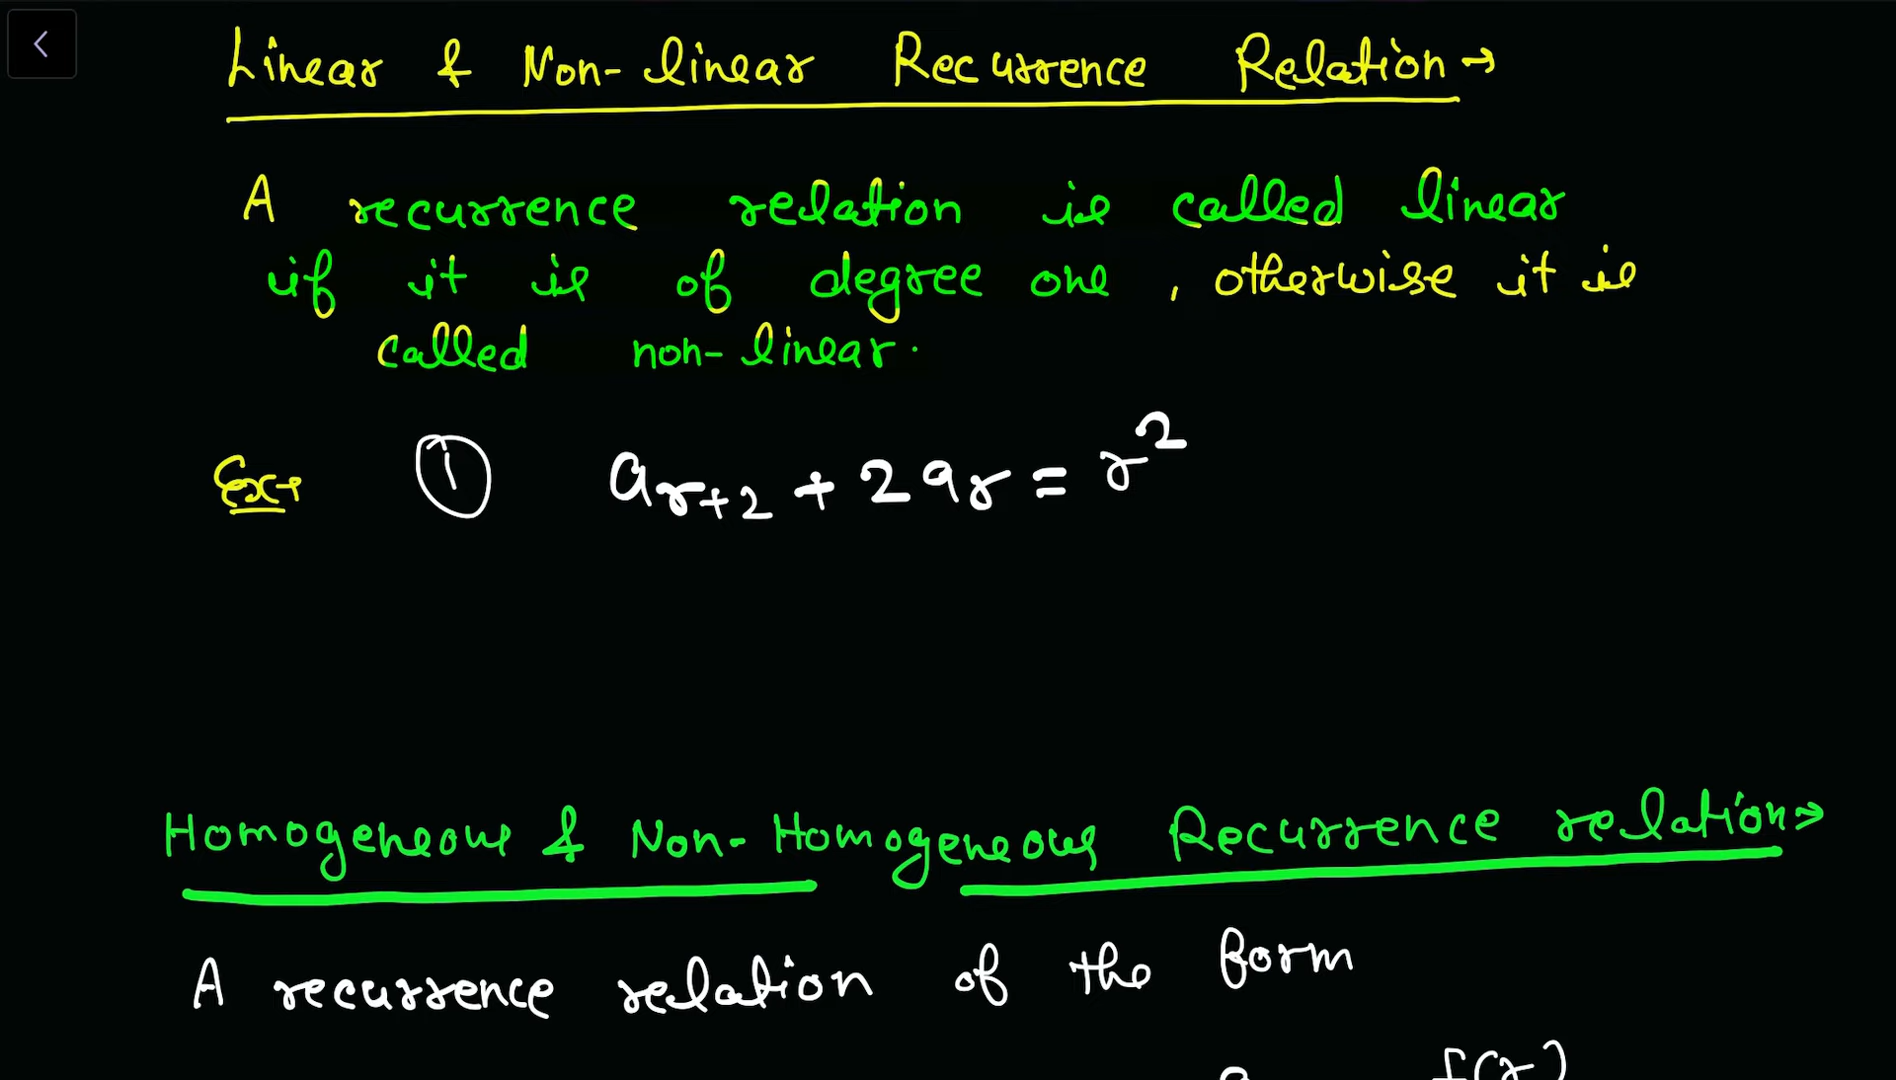 Linear & Non-linear Recurrence Relation →
A recurrence relation is called linear
if it is of degree one , otherwise it is
called non-linear.
Ex→ ① a_{r+2} + 2a_r = r²
Homogeneous & Non-Homogeneous Recurrence relation→
A recurrence relation of the form
f(r)